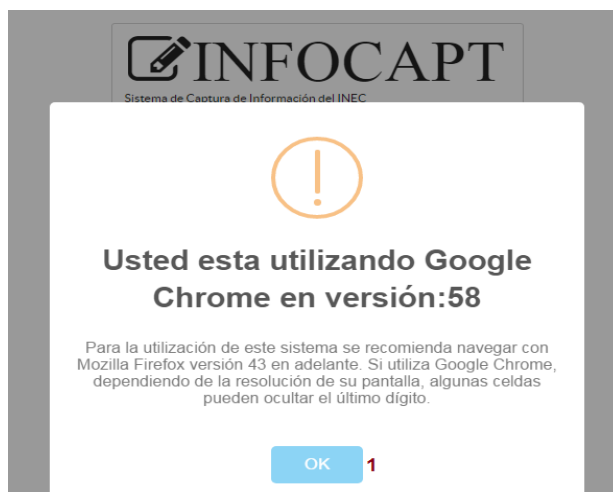 INFOCAPT
Sistema de Captura de Información del INEC
Usted esta utilizando Google
Chrome en versión:58
Para la utilización de este sistema se recomienda navegar con
Mozilla Firefox versión 43 en adelante. Si utiliza Google Chrome,
dependiendo de la resolución de su pantalla, algunas celdas
pueden ocultar el último dígito.
OK 1